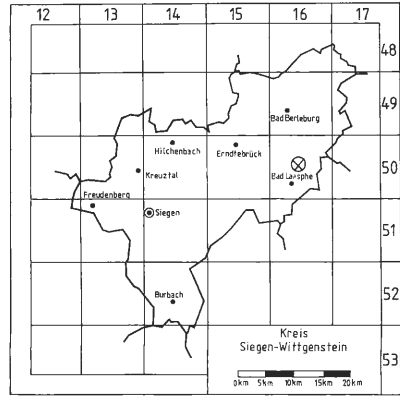 12 13 14 15 16 17
48
49
Bad Berleburg
Hilchenbach
Erndtebrück
50
Kreuztal
Bad Laasphe
Freudenberg
Siegen
51
Burbach
52
Kreis
Siegen-Wittgenstein
53
0km 5km 10km 15km 20km